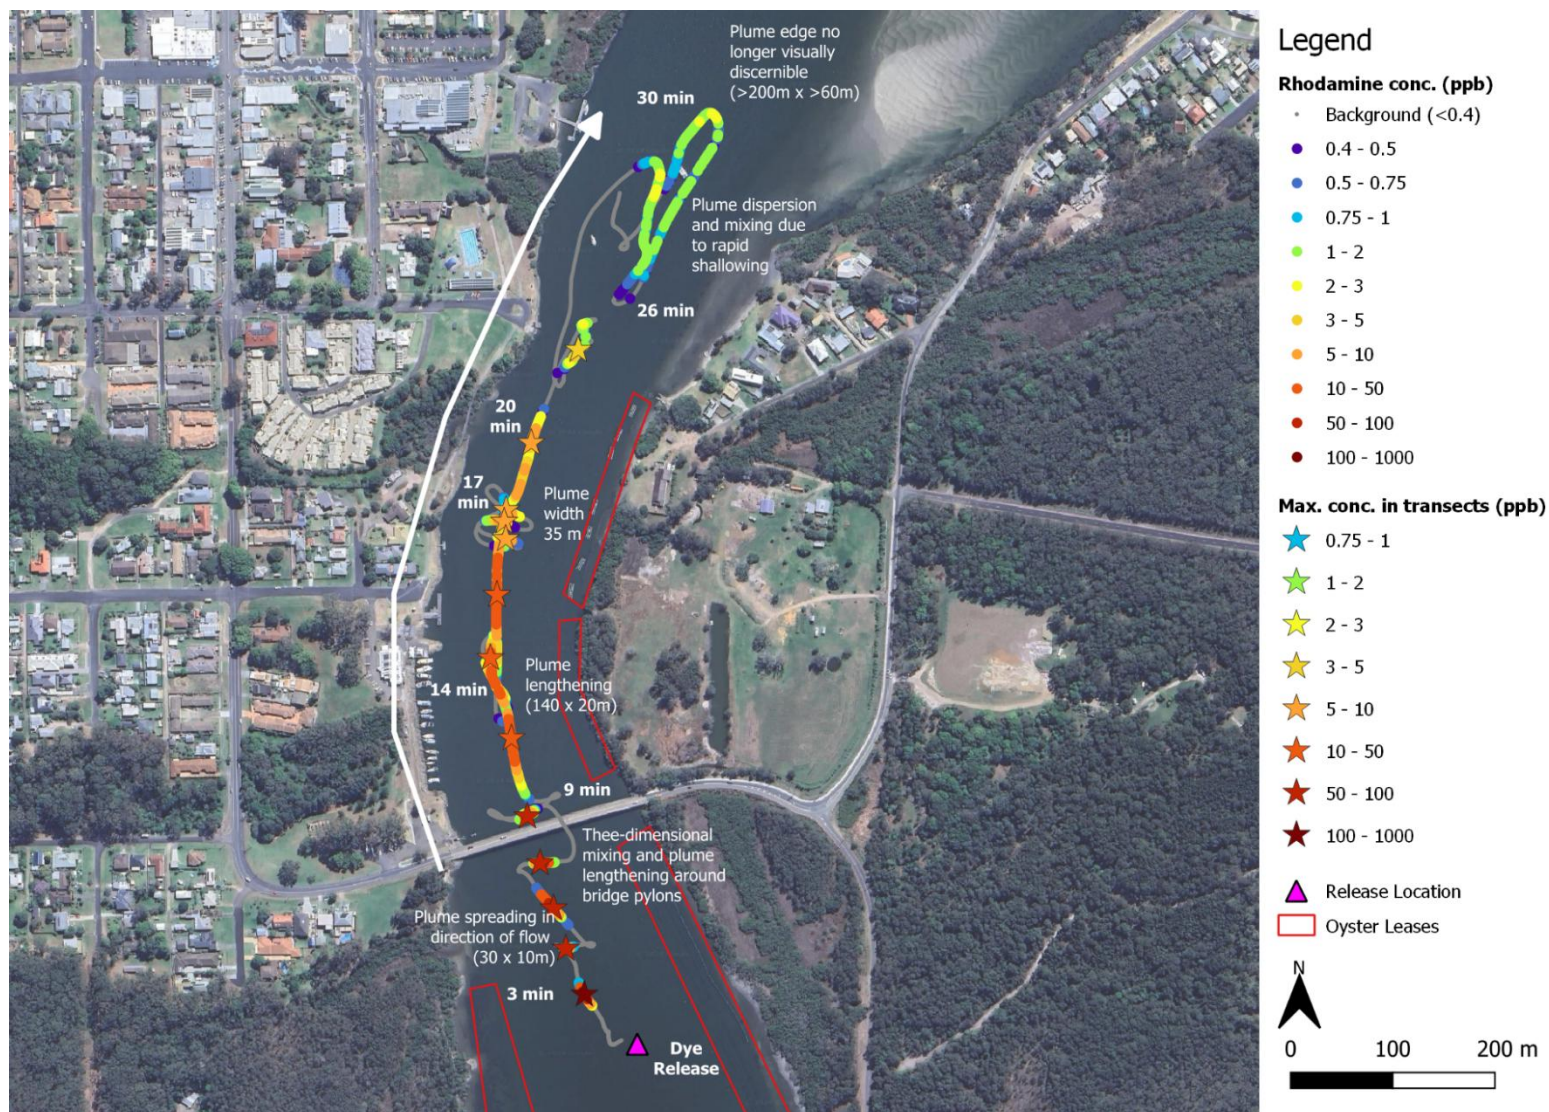 Plume edge no
longer visually
discernible
(>200m x >60m)
30 min
Plume dispersion
and mixing due
to rapid
shallowing
26 min
20
min
17
min
Plume
width
35 m
Plume
lengthening
(140 x 20m)
14 min
9 min
Thee-dimensional
mixing and plume
lengthening around
bridge pylons
Plume spreading in
direction of flow
(30 x 10m)
3 min
Dye
Release
Legend
Rhodamine conc. (ppb)
Background (<0.4)
0.4 - 0.5
0.5 - 0.75
0.75 - 1
1 - 2
2 - 3
3 - 5
5 - 10
10 - 50
50 - 100
100 - 1000
Max. conc. in transects (ppb)
0.75 - 1
1 - 2
2 - 3
3 - 5
5 - 10
10 - 50
50 - 100
100 - 1000
Release Location
Oyster Leases
N
0 100 200 m